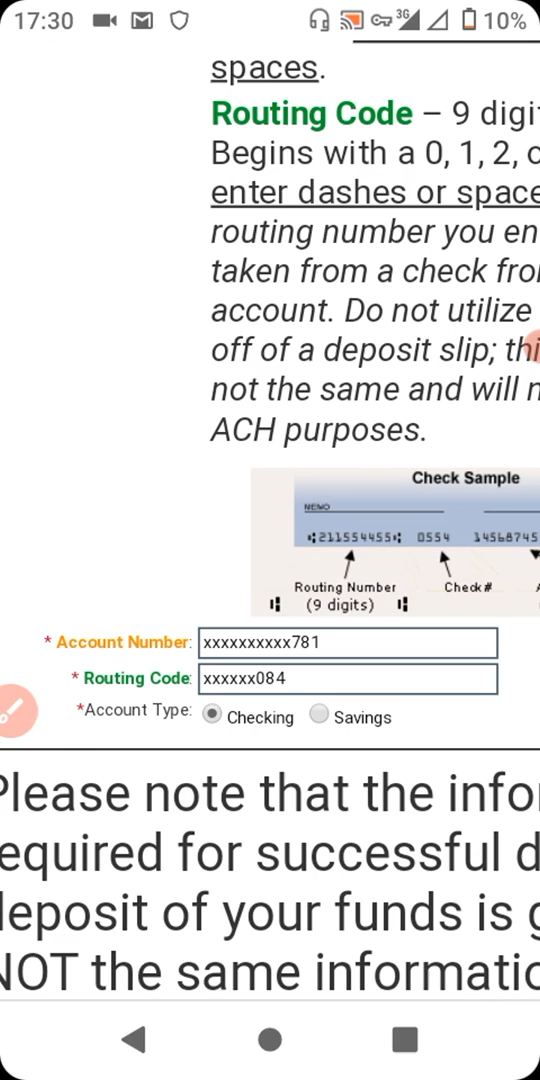 17:30 3G 10%
spaces.
Routing Code – 9 digi
Begins with a 0, 1, 2,
enter dashes or space
routing number you en
taken from a check fro
account. Do not utilize
off of a deposit slip; thi
not the same and will
ACH purposes.
Check Sample
MEMO
⑆211554455⑆ 0554 14568745
Routing Number Check#
⑆ (9 digits) ⑆
* Account Number: xxxxxxxxxx781
* Routing Code: xxxxxx084
*Account Type: Checking Savings
Please note that the info
equired for successful d
deposit of your funds is g
NOT the same informatio